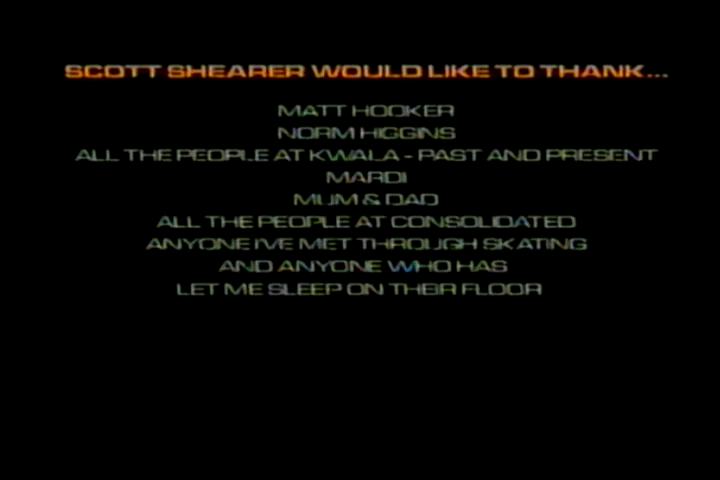 SCOTT SHEARER WOULD LIKE TO THANK...
MATT HOOKER
NORM HIGGINS
ALL THE PEOPLE AT KWALA - PAST AND PRESENT
MARDI
MUM & DAD
ALL THE PEOPLE AT CONSOLIDATED
ANYONE I'VE MET THROUGH SKATING
AND ANYONE WHO HAS
LET ME SLEEP ON THEIR FLOOR